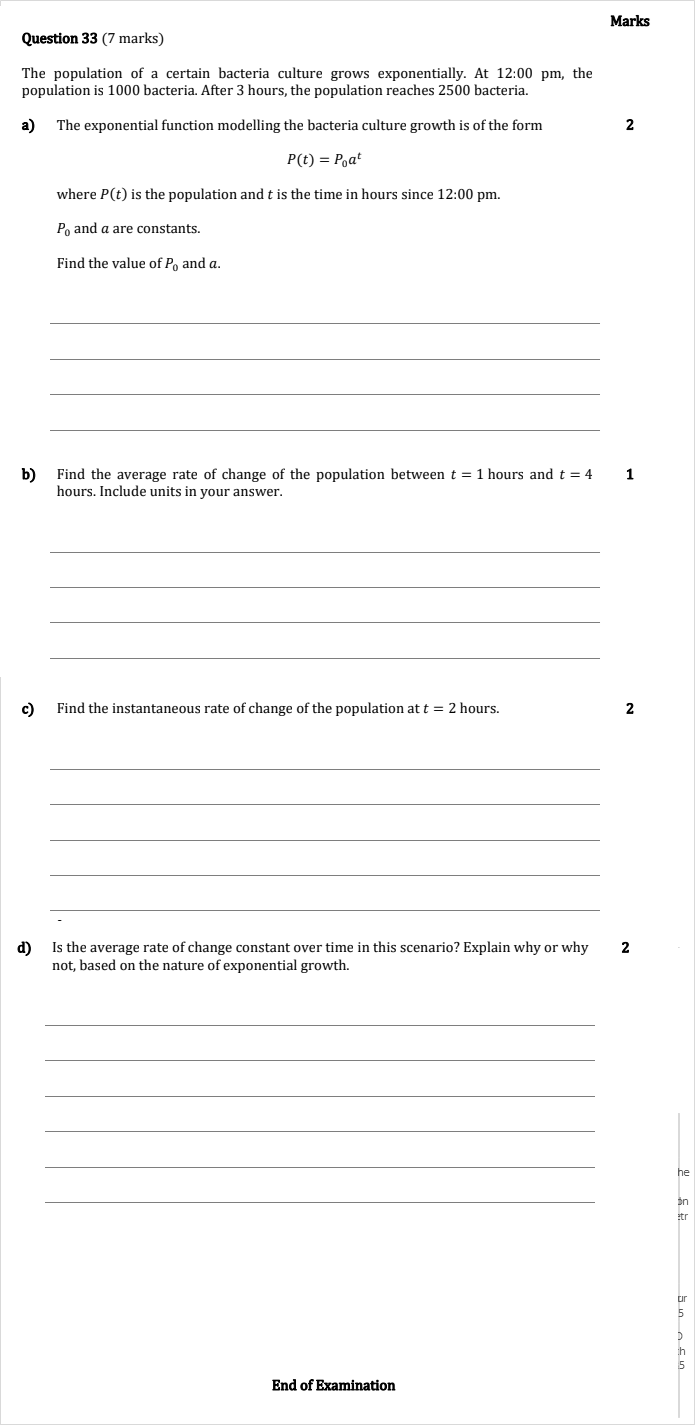 Marks
Question 33 (7 marks)
The population of a certain bacteria culture grows exponentially. At 12:00 pm, the
population is 1000 bacteria. After 3 hours, the population reaches 2500 bacteria.
a) The exponential function modelling the bacteria culture growth is of the form 2
P(t) = P₀aᵗ
where P(t) is the population and t is the time in hours since 12:00 pm.
P₀ and a are constants.
Find the value of P₀ and a.
b) Find the average rate of change of the population between t = 1 hours and t = 4 1
hours. Include units in your answer.
c) Find the instantaneous rate of change of the population at t = 2 hours. 2
d) Is the average rate of change constant over time in this scenario? Explain why or why 2
not, based on the nature of exponential growth.
he
etr
ur
5
h
5
End of Examination